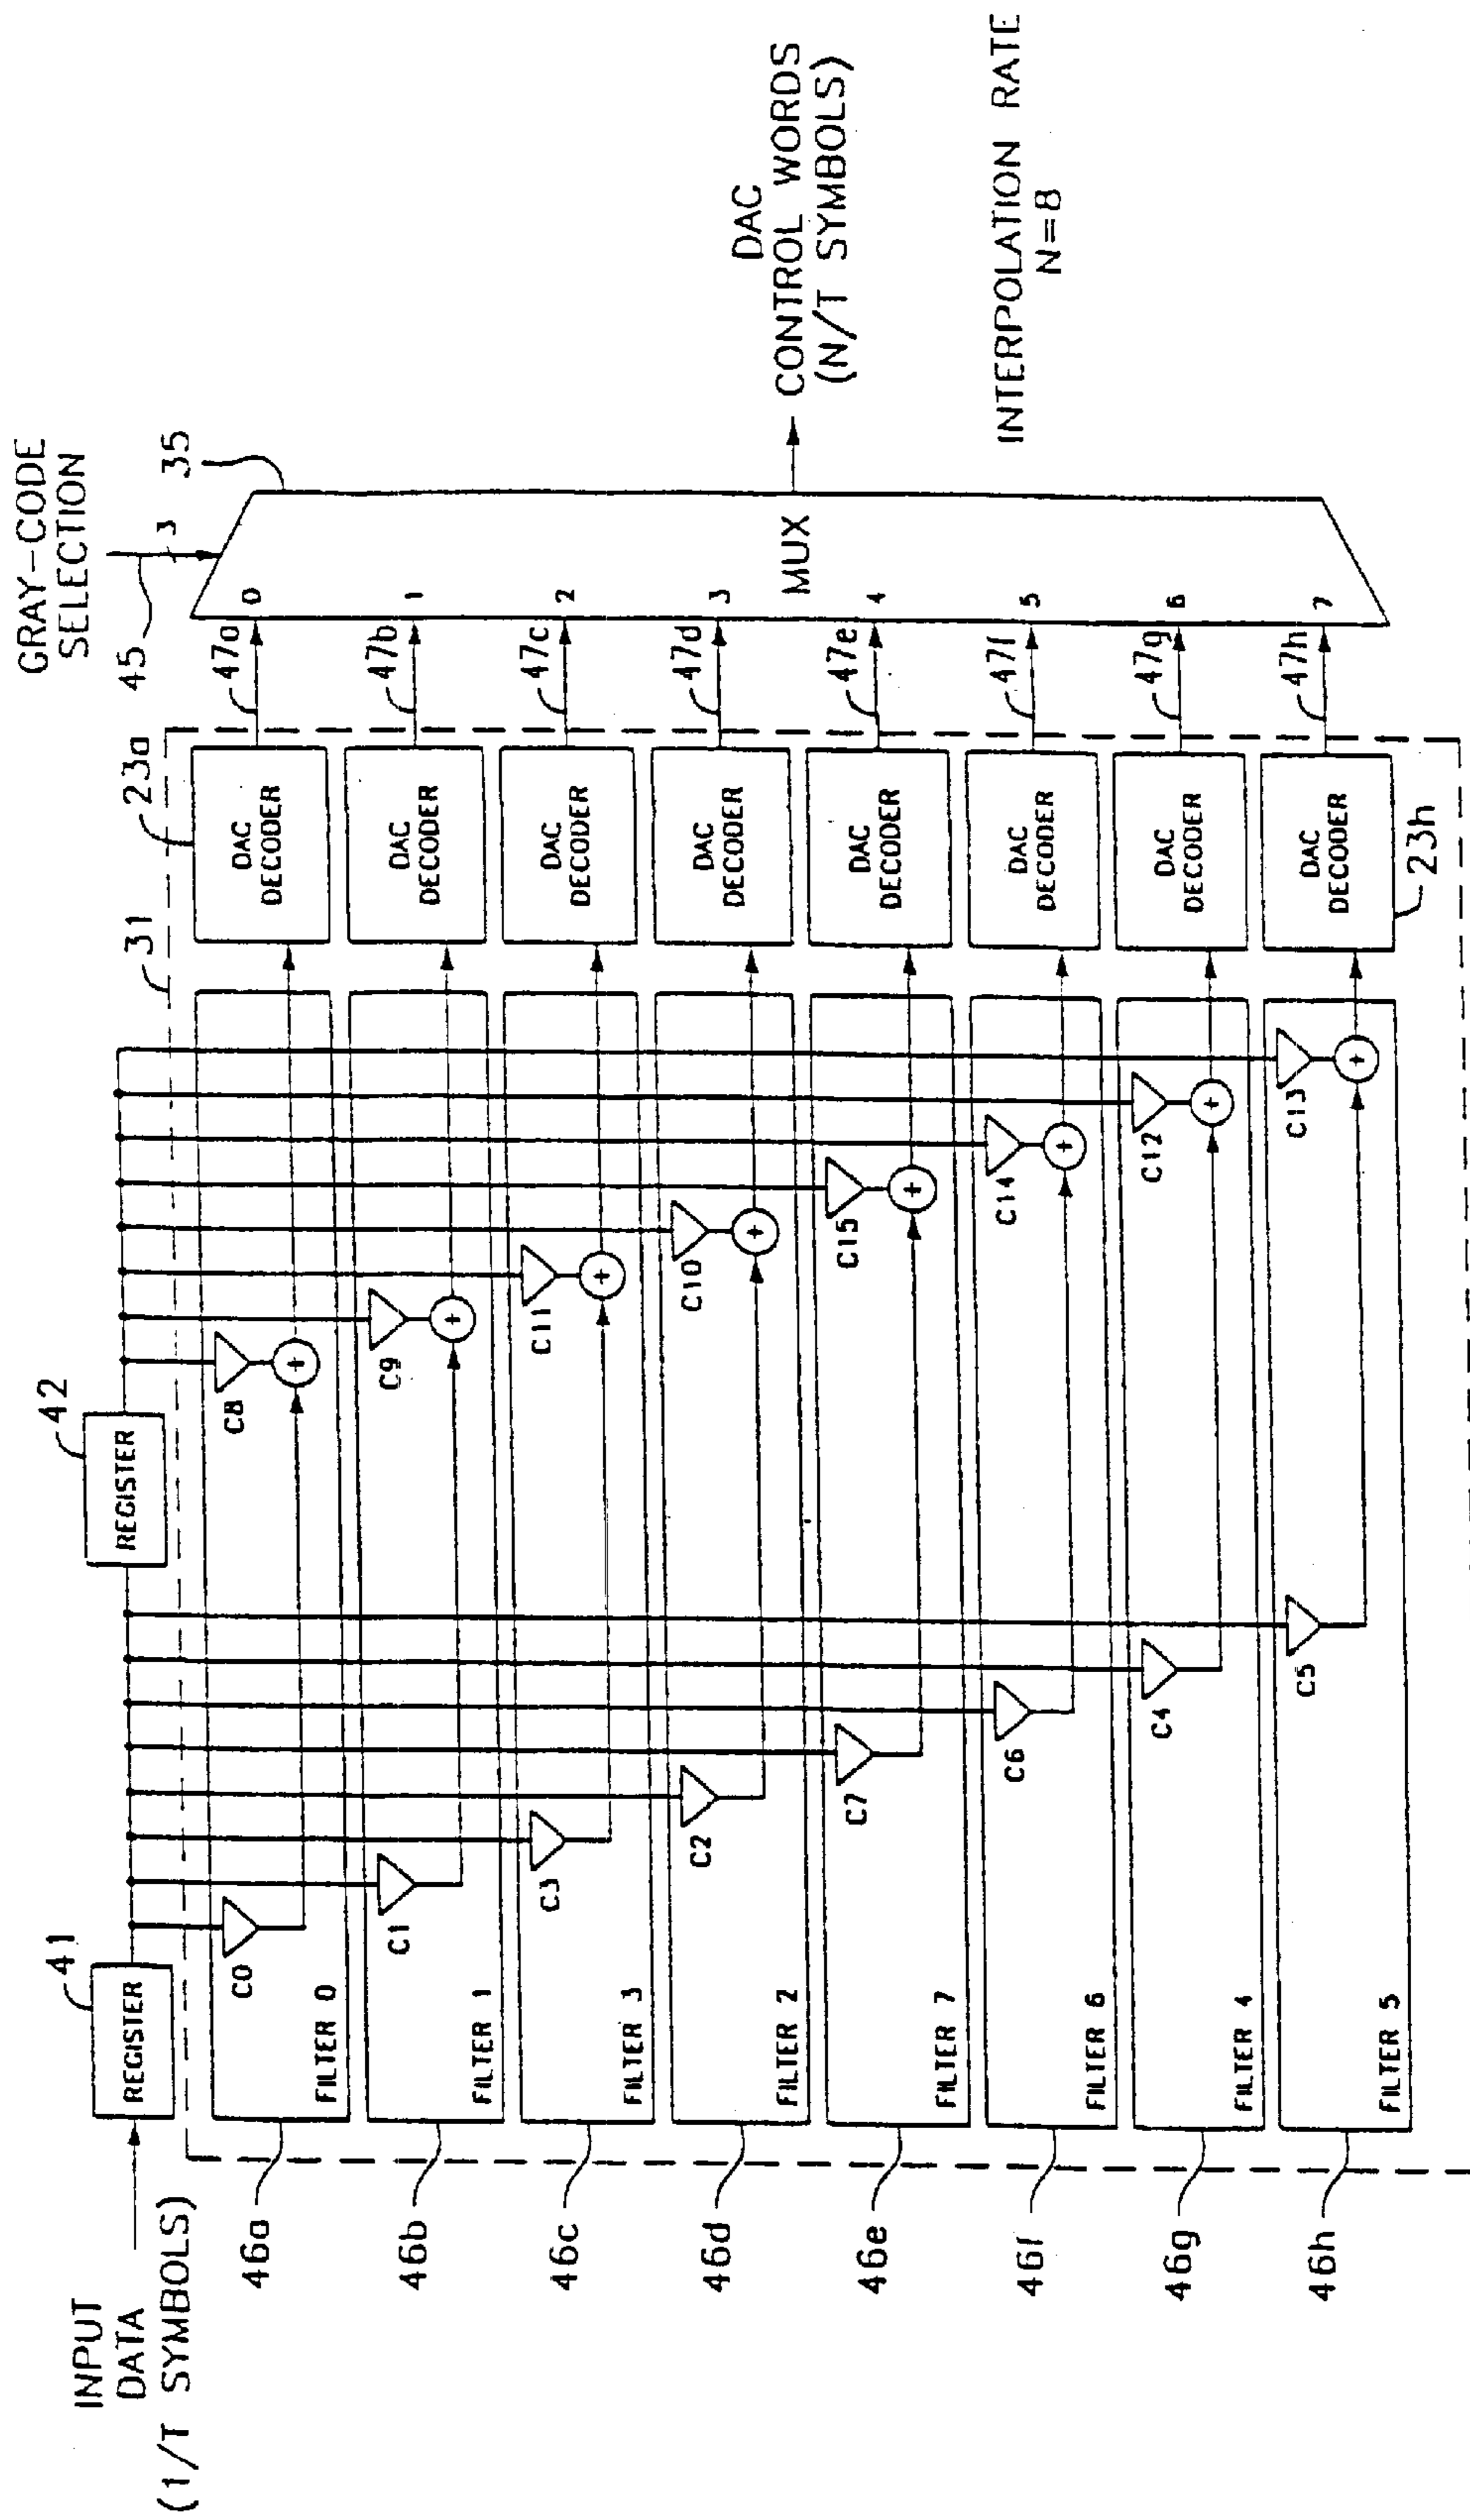 INPUT
DATA
(1/T SYMBOLS)
REGISTER
41
REGISTER
42
31
23a
GRAY-CODE
SELECTION
45
3
35
46a
FILTER 0
C0
C8
+
DAC
DECODER
47a
0
46b
FILTER 1
C1
C9
+
DAC
DECODER
47b
1
46c
FILTER 3
C3
C11
+
DAC
DECODER
47c
2
46d
FILTER 2
C2
C10
+
DAC
DECODER
47d
3
46e
FILTER 7
C7
C15
+
DAC
DECODER
47e
4
46f
FILTER 6
C6
C14
+
DAC
DECODER
47f
5
46g
FILTER 4
C4
C12
+
DAC
DECODER
47g
6
46h
FILTER 5
C5
C13
+
DAC
DECODER
23h
47h
7
MUX
DAC
CONTROL WORDS
(N/T SYMBOLS)
INTERPOLATION RATE
N=8